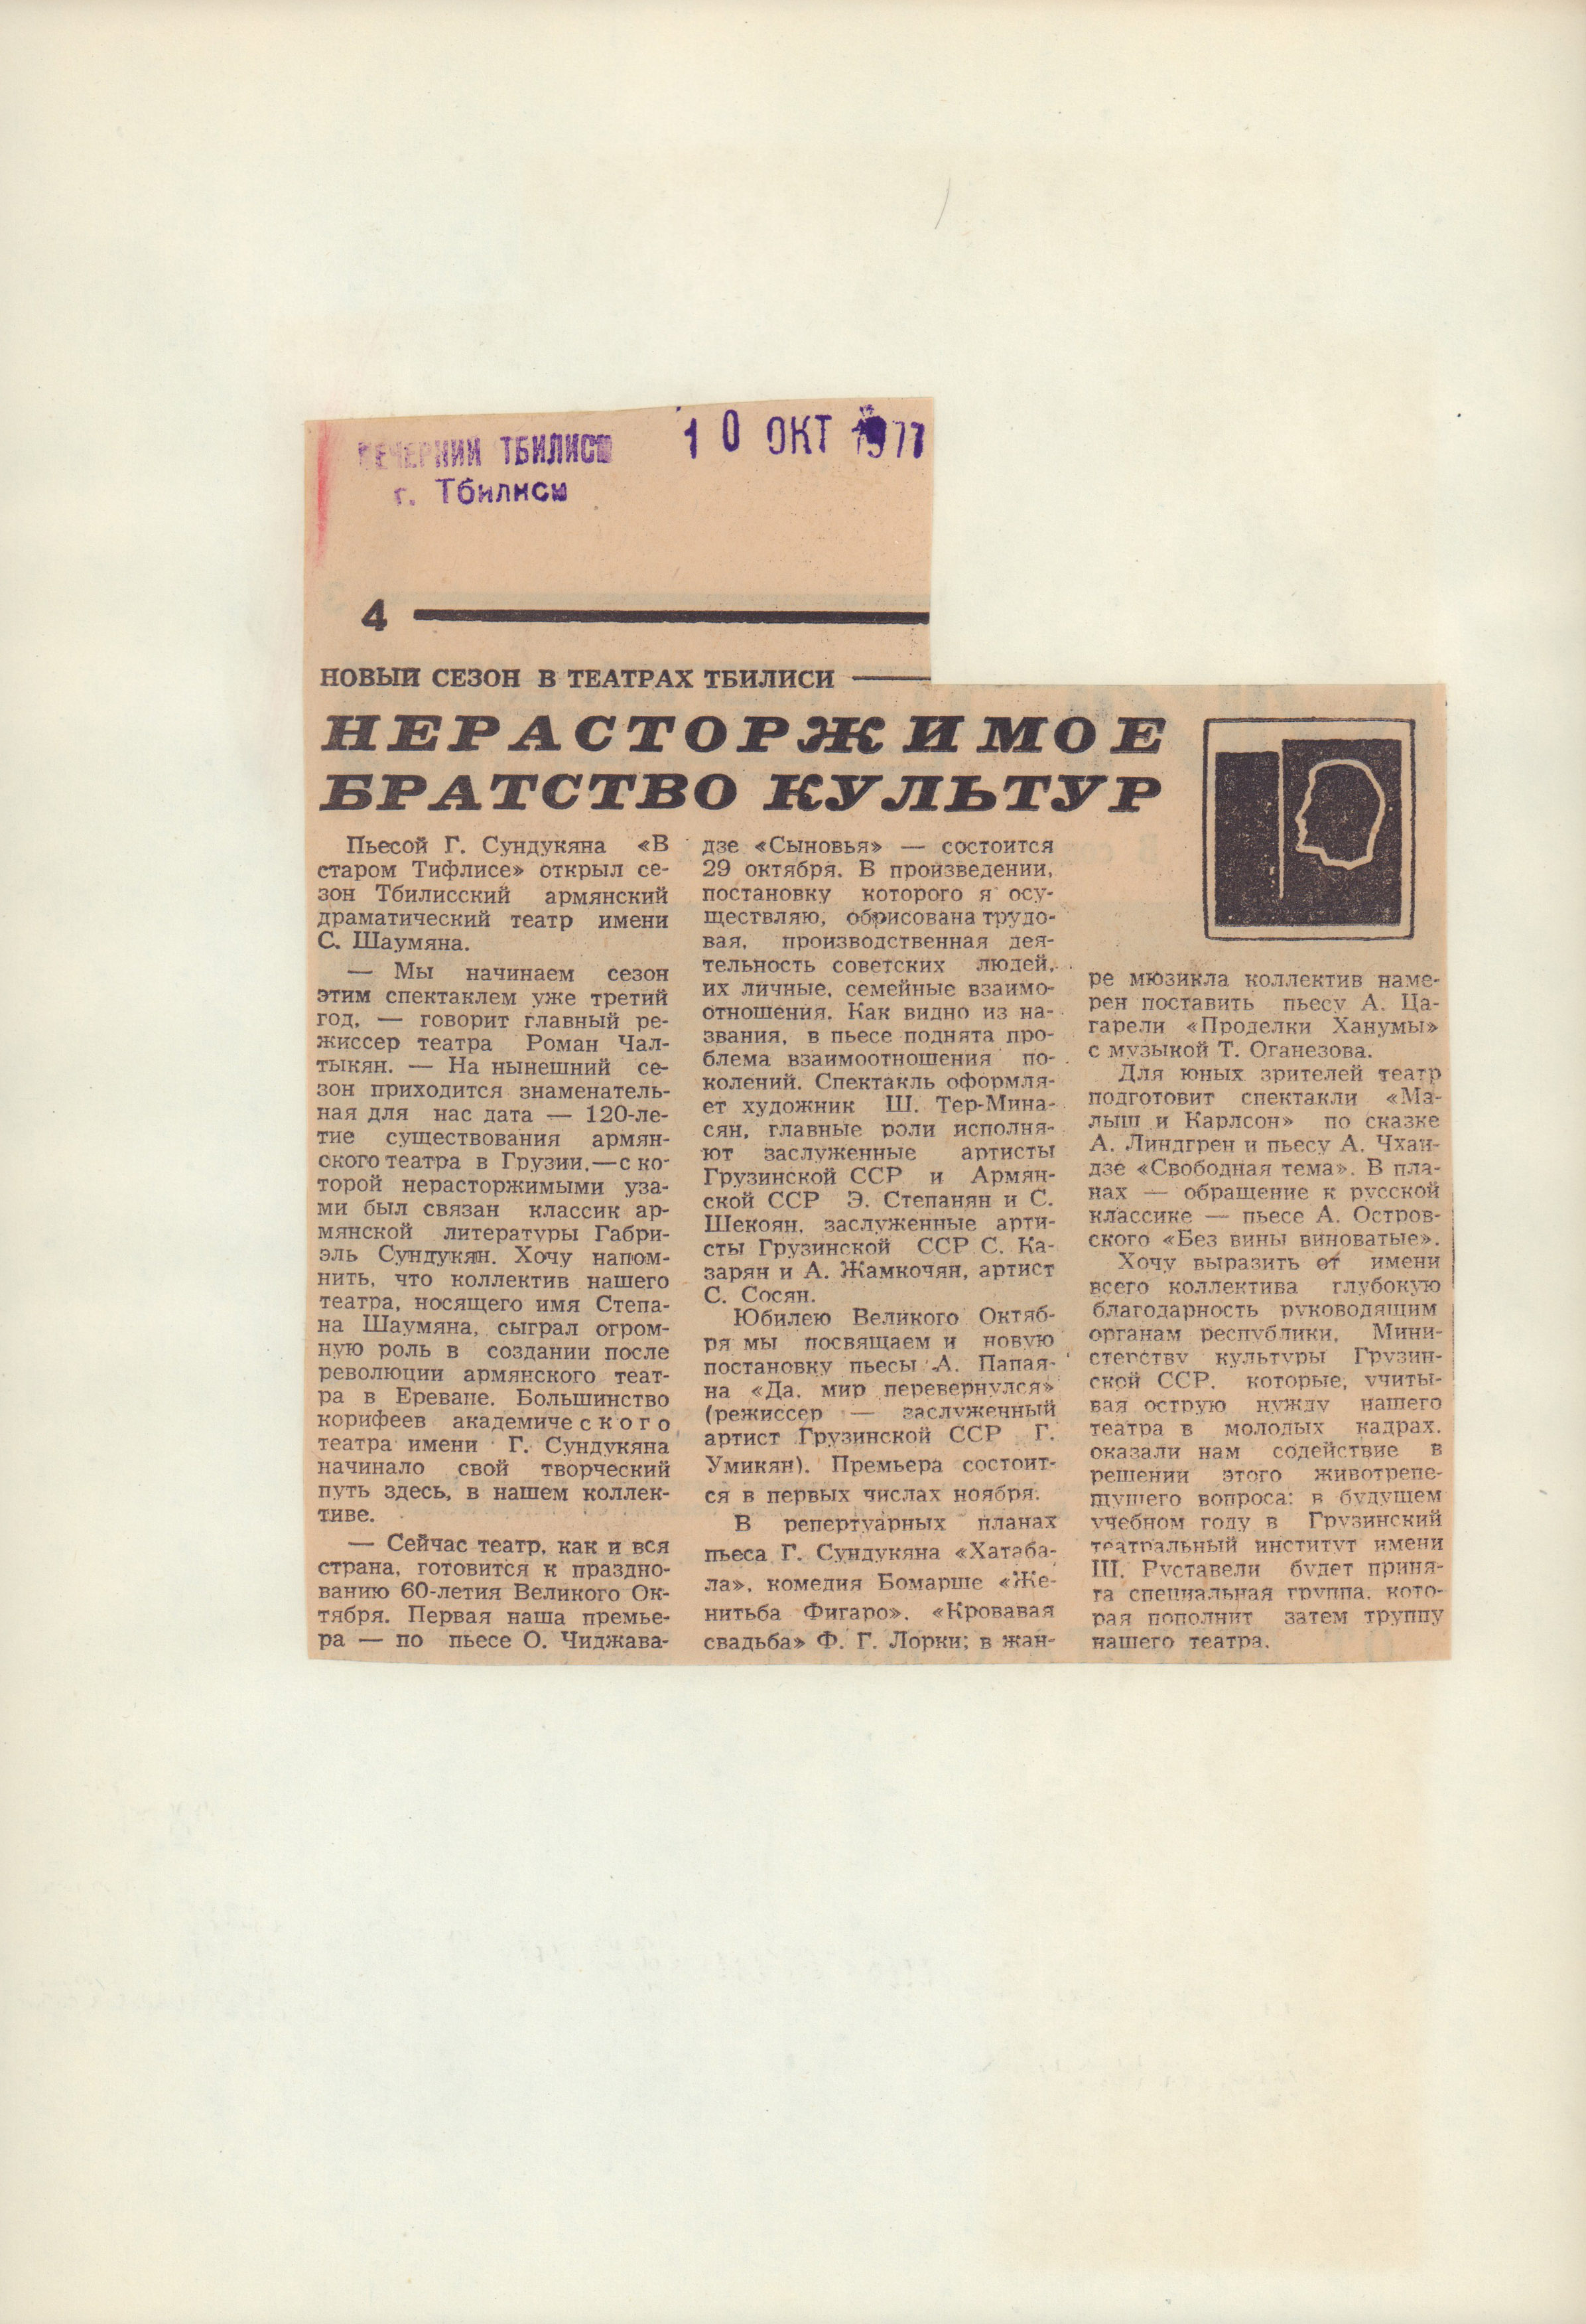 ВЕЧЕРНИЙ ТБИЛИСИ
г. Тбилиси
10 ОКТ 1977
4
НОВЫЙ СЕЗОН В ТЕАТРАХ ТБИЛИСИ
НЕРАСТОРЖИМОЕ
БРАТСТВО КУЛЬТУР
Пьесой Г. Сундукяна «В
старом Тифлисе» открыл се-
зон Тбилисский армянский
драматический театр имени
С. Шаумяна.
— Мы начинаем сезон
этим спектаклем уже третий
год, — говорит главный ре-
жиссер театра Роман Чал-
тыкян. — На нынешний се-
зон приходится знаменатель-
ная для нас дата — 120-ле-
тие существования армян-
ского театра в Грузии,—с ко-
торой нерасторжимыми уза-
ми был связан классик ар-
мянской литературы Габри-
эль Сундукян. Хочу напом-
нить, что коллектив нашего
театра, носящего имя Степа-
на Шаумяна, сыграл огром-
ную роль в создании после
революции армянского теат-
ра в Ереване. Большинство
корифеев академического
театра имени Г. Сундукяна
начинало свой творческий
путь здесь, в нашем коллек-
тиве.
— Сейчас театр, как и вся
страна, готовится к праздно-
ванию 60-летия Великого Ок-
тября. Первая наша премье-
ра — по пьесе О. Чиджава-
дзе «Сыновья» — состоится
29 октября. В произведении,
постановку которого я осу-
ществляю, обрисована трудо-
вая, производственная дея-
тельность советских людей,
их личные, семейные взаимо-
отношения. Как видно из на-
звания, в пьесе поднята про-
блема взаимоотношения по-
колений. Спектакль оформля-
ет художник Ш. Тер-Мина-
сян, главные роли исполня-
ют заслуженные артисты
Грузинской ССР и Армян-
ской ССР Э. Степанян и С.
Шекоян, заслуженные арти-
сты Грузинской ССР С. Ка-
зарян и А. Жамкочян, артист
С. Сосян.
Юбилею Великого Октяб-
ря мы посвящаем и новую
постановку пьесы А. Папая-
на «Да, мир перевернулся»
(режиссер — заслуженный
артист Грузинской ССР Г.
Умикян). Премьера состоит-
ся в первых числах ноября.
В репертуарных планах
пьеса Г. Сундукяна «Хатаба-
ла», комедия Бомарше «Же-
нитьба Фигаро», «Кровавая
свадьба» Ф. Г. Лорки; в жан-
ре мюзикла коллектив наме-
рен поставить пьесу А. Ца-
гарели «Проделки Ханумы»
с музыкой Т. Оганезова.
Для юных зрителей театр
подготовит спектакли «Ма-
лыш и Карлсон» по сказке
А. Линдгрен и пьесу А. Чхаи-
дзе «Свободная тема». В пла-
нах — обращение к русской
классике — пьесе А. Остров-
ского «Без вины виноватые».
Хочу выразить от имени
всего коллектива глубокую
благодарность руководящим
органам республики, Мини-
стерству культуры Грузин-
ской ССР, которые, учиты-
вая острую нужду нашего
театра в молодых кадрах,
оказали нам содействие в
решении этого животрепе-
щущего вопроса: в будущем
учебном году в Грузинский
театральный институт имени
Ш. Руставели будет приня-
та специальная группа, кото-
рая пополнит затем труппу
нашего театра.